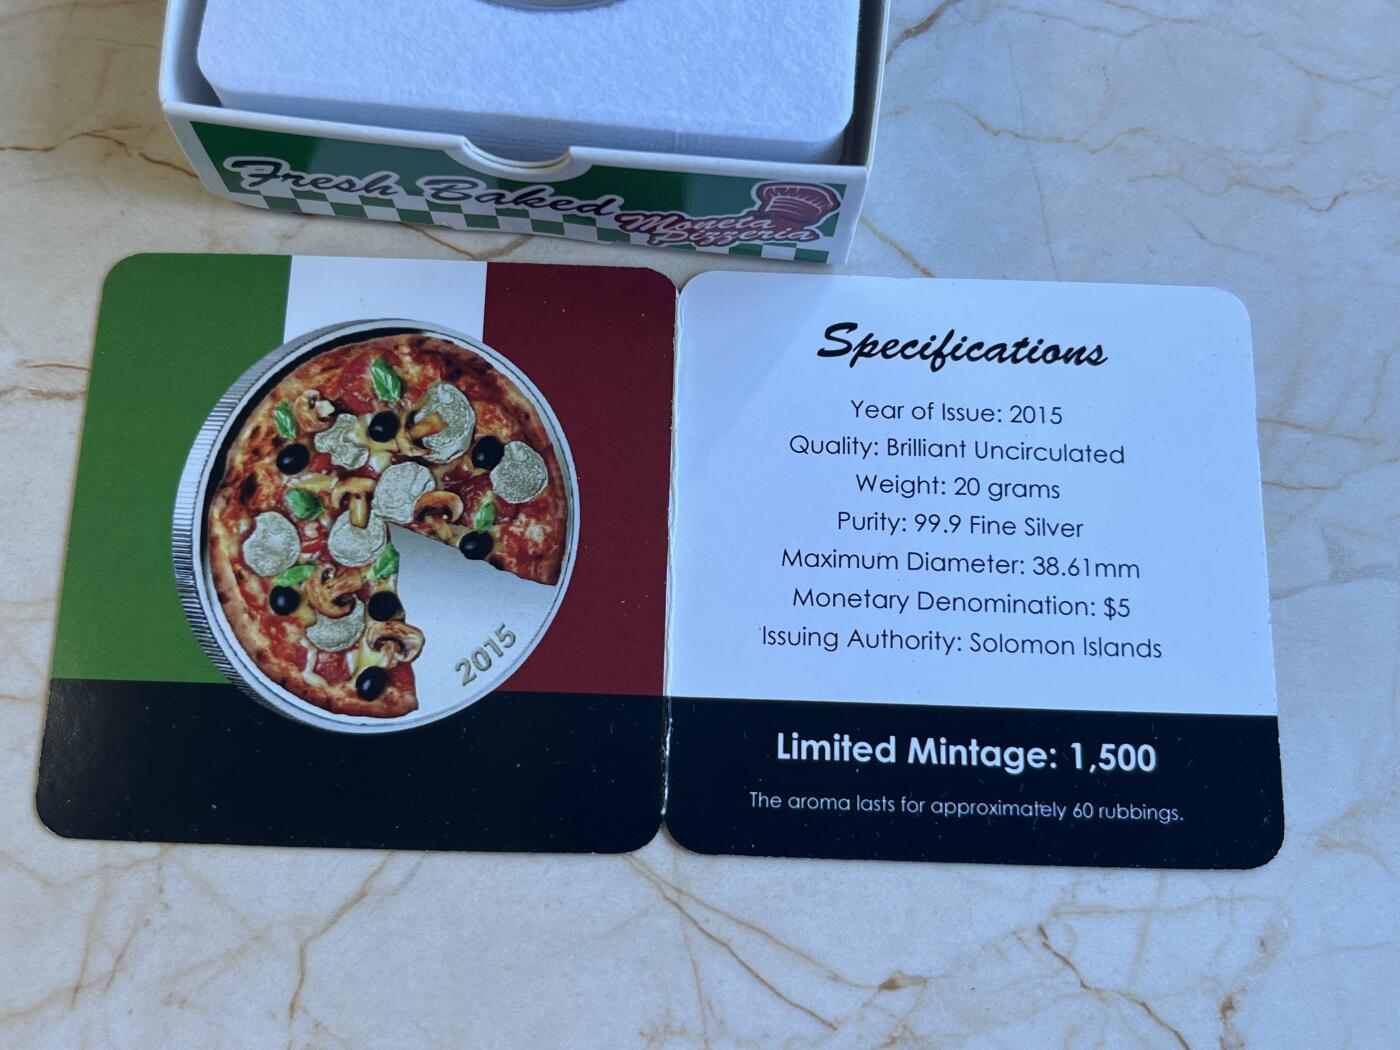 Fresh Baked
Moneta
Pizzeria
2015
Specifications
Year of Issue: 2015
Quality: Brilliant Uncirculated
Weight: 20 grams
Purity: 99.9 Fine Silver
Maximum Diameter: 38.61mm
Monetary Denomination: $5
Issuing Authority: Solomon Islands
Limited Mintage: 1,500
The aroma lasts for approximately 60 rubbings.